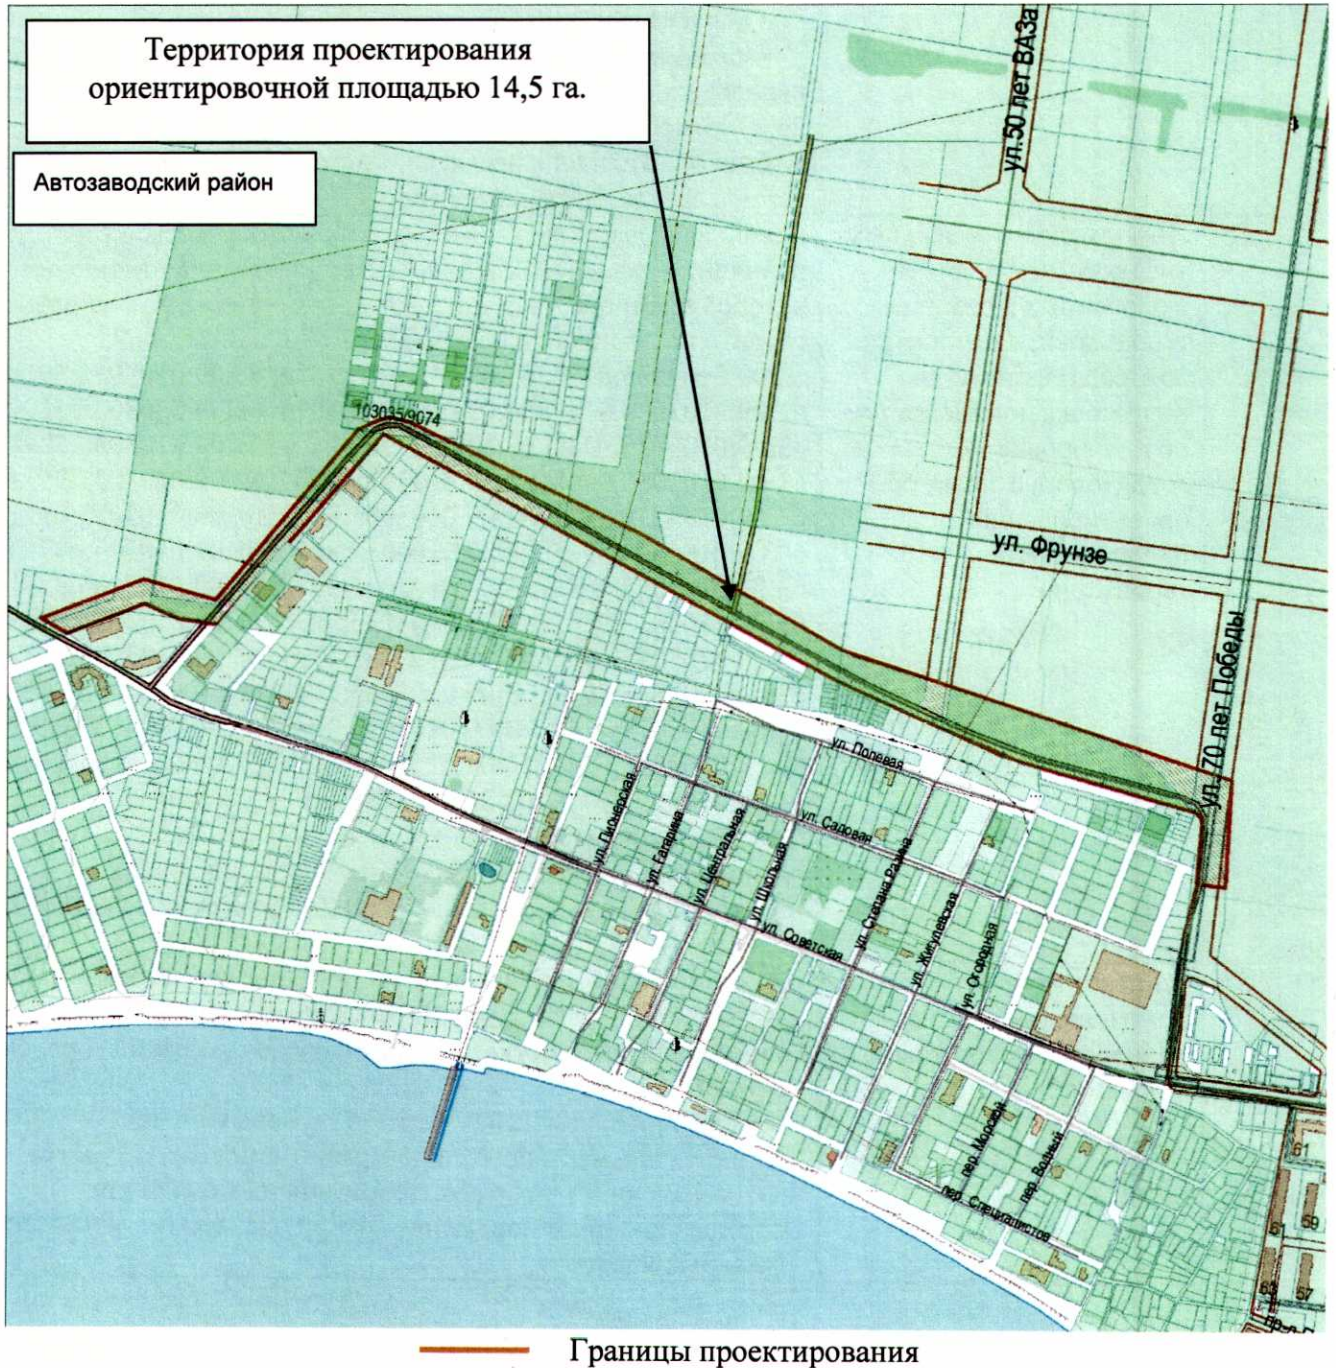 Территория проектирования
ориентировочной площадью 14,5 га.
Автозаводский район
ул.50 лет ВАЗа
103035/9074
ул. Фрунзе
ул. 70 лет Победы
ул. Полевая
ул. Садовая
ул. Пионерская
ул. Гагарина
ул. Центральная
ул. Школьная
ул. Степана Разина
ул. Жигулевская
ул. Огородная
ул. Советская
пер. Морской
пер. Водный
пер. Специалистов
61
59
61
63
57
Границы проектирования